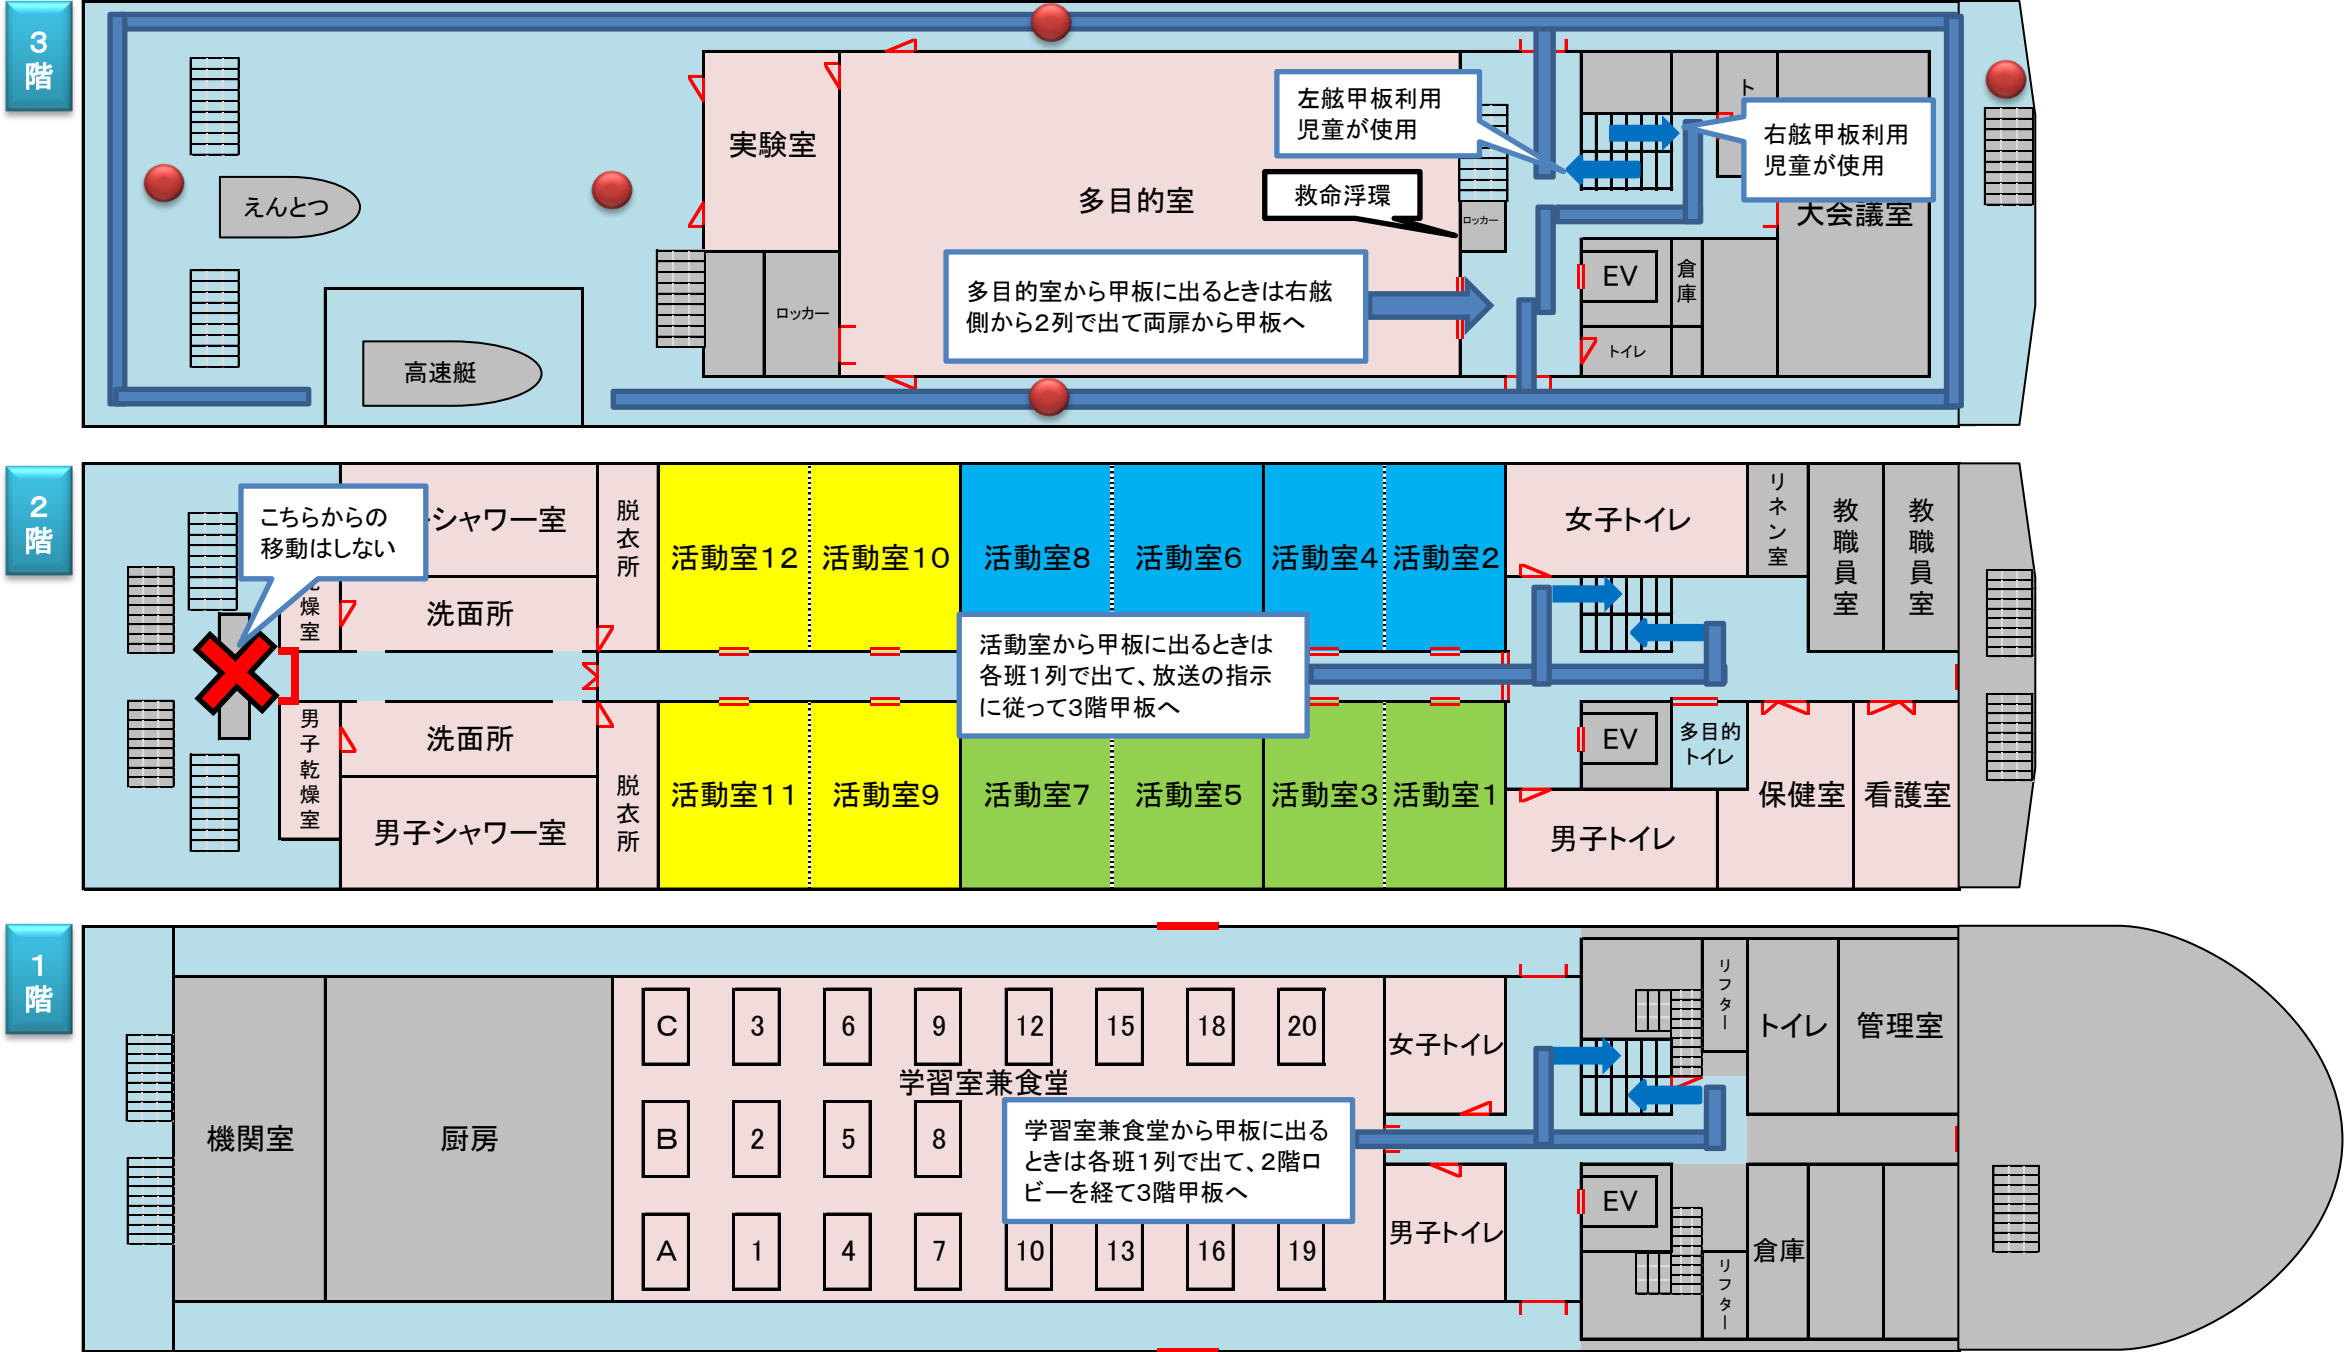 3
階
実験室
多目的室
左舷甲板利用
児童が使用
ト
右舷甲板利用
児童が使用
えんとつ
救命浮環
ロッカー
大会議室
EV
倉
庫
多目的室から甲板に出るときは右舷
側から2列で出て両扉から甲板へ
ロッカー
高速艇
トイレ
2
階
こちらからの
移動はしない
シャワー室
脱
衣
所
活動室12
活動室10
活動室8
活動室6
活動室4
活動室2
女子トイレ
リ
ネ
ン
室
教
職
員
室
教
職
員
室
燥
室
洗面所
活動室から甲板に出るときは
各班1列で出て、放送の指示
に従って3階甲板へ
男
子
乾
燥
室
洗面所
男子シャワー室
脱
衣
所
活動室11
活動室9
活動室7
活動室5
活動室3
活動室1
EV
多目的
トイレ
男子トイレ
保健室
看護室
1
階
機関室
厨房
C
3
6
9
12
15
18
20
学習室兼食堂
B
2
5
8
学習室兼食堂から甲板に出る
ときは各班1列で出て、2階ロ
ビーを経て3階甲板へ
A
1
4
7
10
13
16
19
女子トイレ
男子トイレ
リ
フ
タ
ー
トイレ
管理室
EV
倉庫
リ
フ
タ
ー